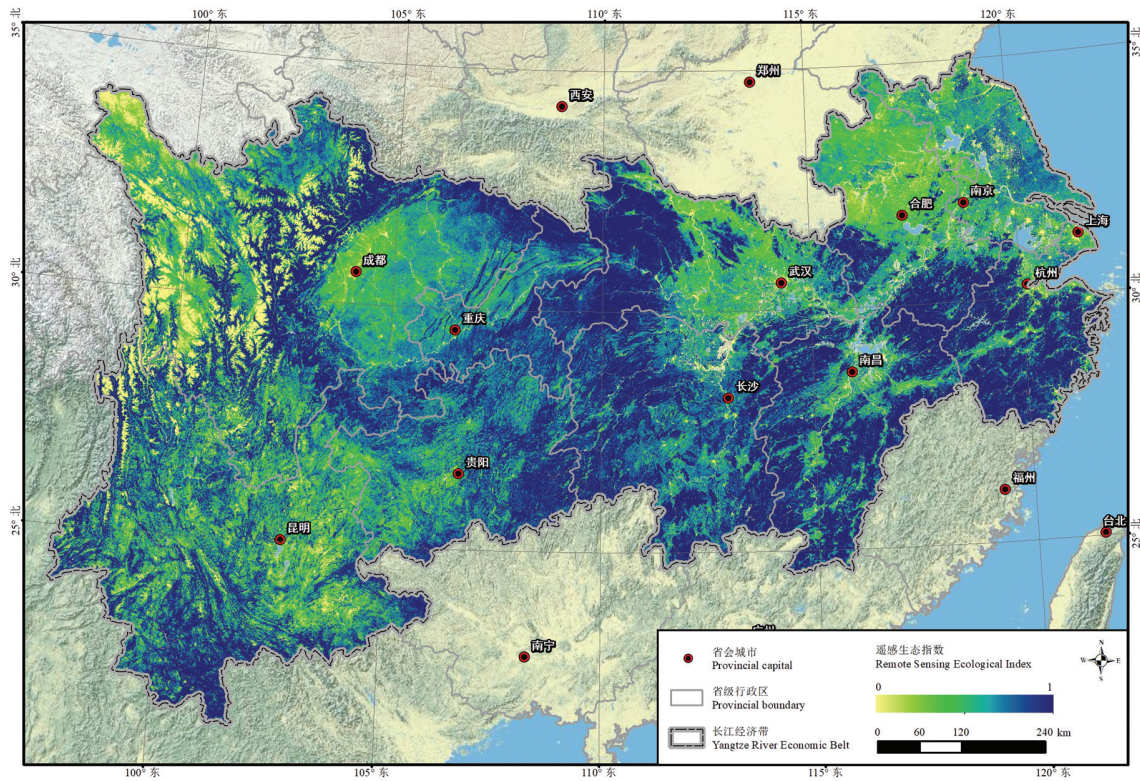 100° 东
105° 东
110° 东
115° 东
120° 东
35° 北
35° 北
郑州
西安
南京
合肥
上海
成都
武汉
杭州
30° 北
30° 北
重庆
南昌
长沙
贵阳
福州
昆明
台北
25° 北
25° 北
南宁
省会城市
Provincial capital
省级行政区
Provincial boundary
长江经济带
Yangtze River Economic Belt
遥感生态指数
Remote Sensing Ecological Index
0 1
0 60 120 240 km
N
W E
S
100° 东
105° 东
110° 东
115° 东
120° 东